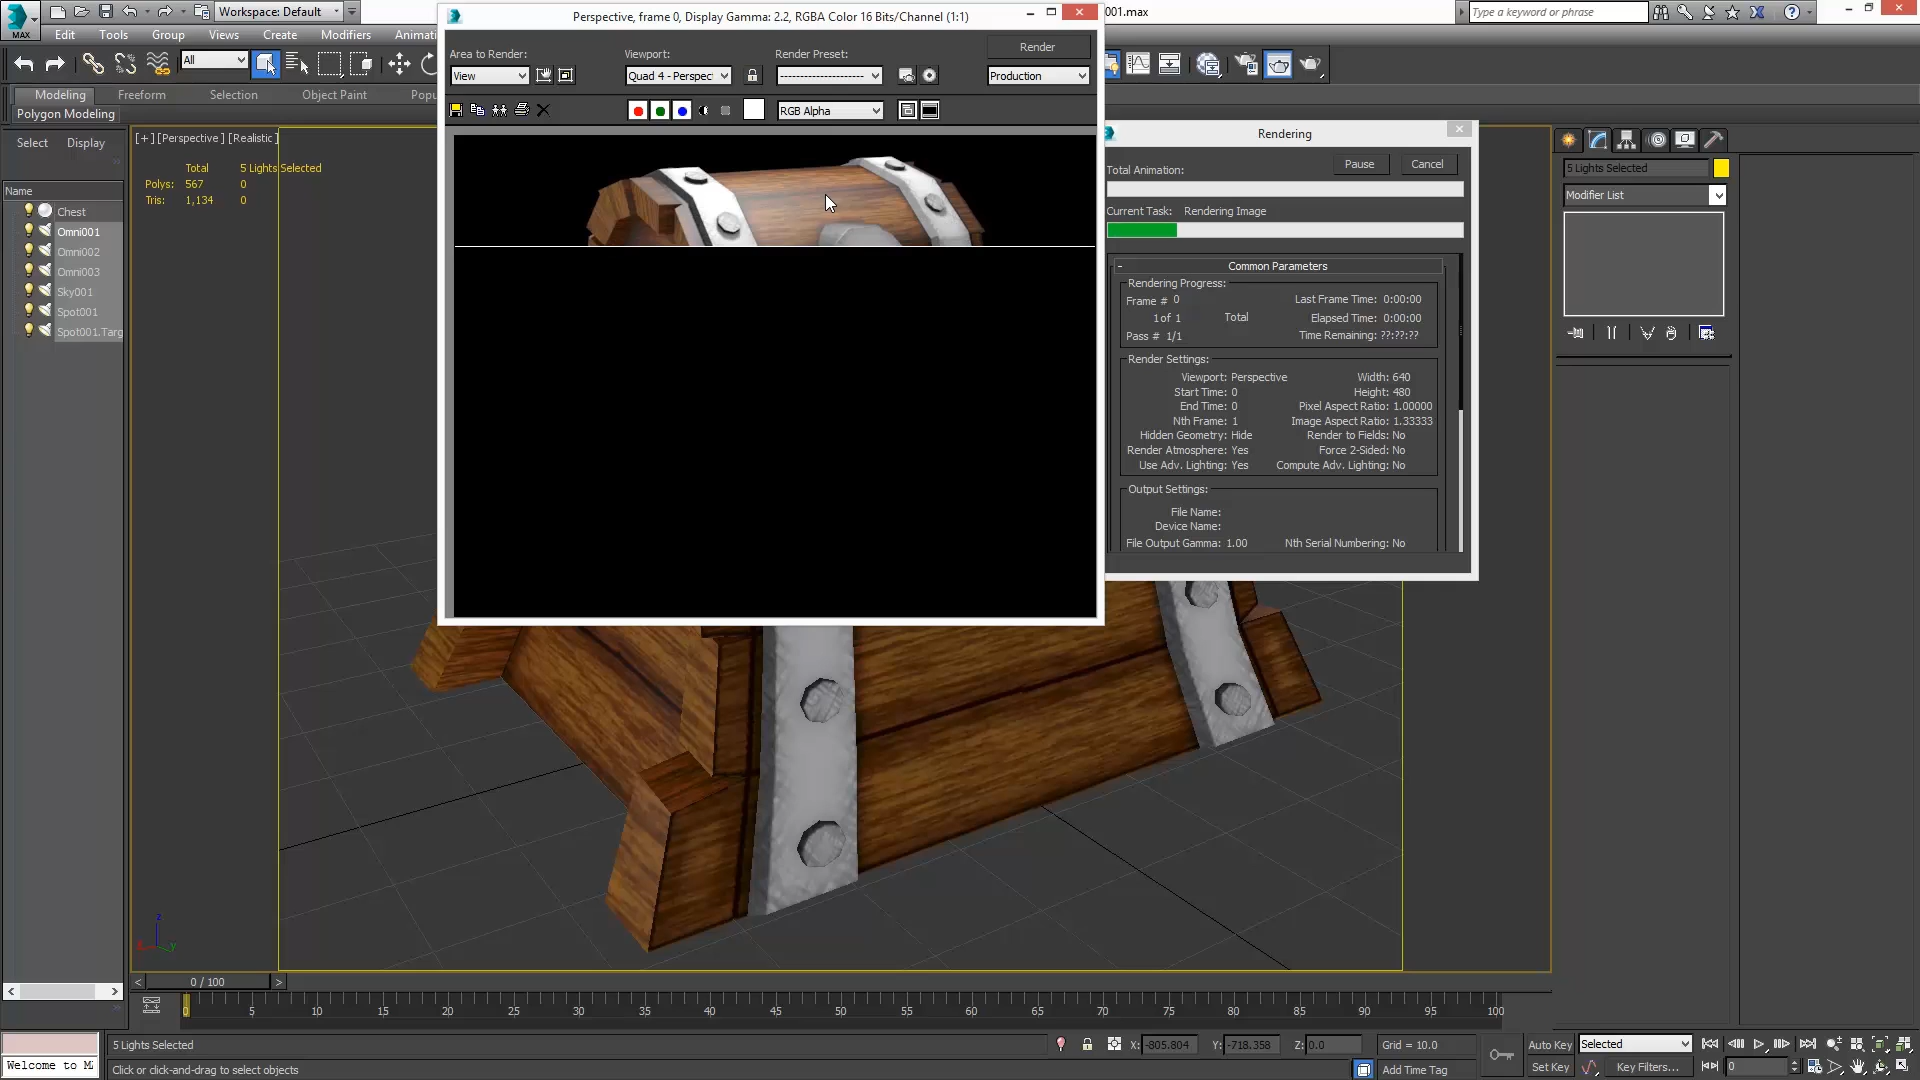 MAX
Workspace: Default
Perspective, frame 0, Display Gamma: 2.2, RGBA Color 16 Bits/Channel (1:1)
001.max
Type a keyword or phrase
Edit Tools Group Views Create Modifiers Animati
All
Area to Render:
View
Viewport:
Quad 4 - Perspect
Render Preset:
Render
Production
RGB Alpha
Modeling Freeform Selection Object Paint Popu
Polygon Modeling
Select Display
Name
Chest
Omni001
Omni002
Omni003
Sky001
Spot001
Spot001.Targ
[+][Perspective][Realistic]
Total 5 Lights Selected
Polys: 567 0
Tris: 1,134 0
Rendering
Total Animation:
Pause
Cancel
Current Task: Rendering Image
- Common Parameters
Rendering Progress:
Frame # 0 Last Frame Time: 0:00:00
1 of 1 Total Elapsed Time: 0:00:00
Pass # 1/1 Time Remaining: ??:??:??
Render Settings:
Viewport: Perspective Width: 640
Start Time: 0 Height: 480
End Time: 0 Pixel Aspect Ratio: 1.00000
Nth Frame: 1 Image Aspect Ratio: 1.33333
Hidden Geometry: Hide Render to Fields: No
Render Atmosphere: Yes Force 2-Sided: No
Use Adv. Lighting: Yes Compute Adv. Lighting: No
Output Settings:
File Name:
Device Name:
File Output Gamma: 1.00 Nth Serial Numbering: No
5 Lights Selected
Modifier List
z
y
< 0 / 100 >
0 5 10 15 20 25 30 35 40 45 50 55 60 65 70 75 80 85 90 95 100
5 Lights Selected
X: -805.804 Y: -718.358 Z: 0.0 Grid = 10.0
Auto Key Selected
Welcome to M
Click or click-and-drag to select objects
Add Time Tag
Set Key Key Filters... 0